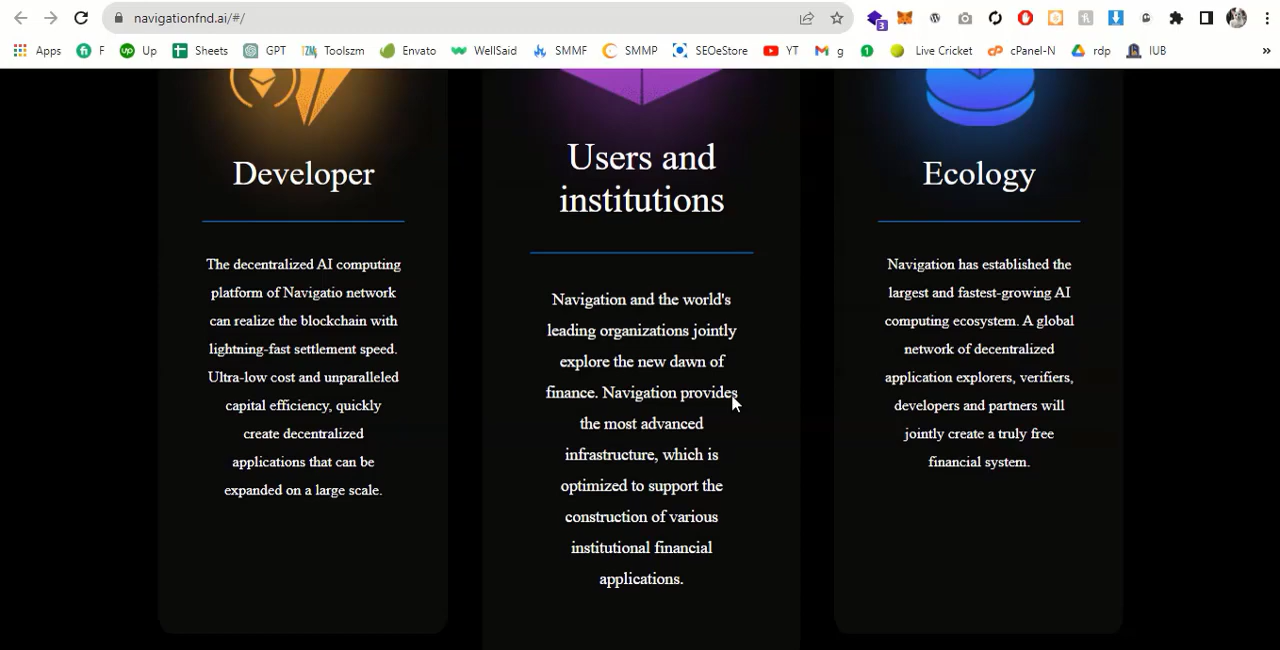 navigationfnd.ai/#/
3
Apps F Up Sheets GPT Toolszm Envato WellSaid SMMF SMMP SEOeStore YT g 1 Live Cricket cPanel-N rdp IUB »
Developer
The decentralized AI computing
platform of Navigatio network
can realize the blockchain with
lightning-fast settlement speed.
Ultra-low cost and unparalleled
capital efficiency, quickly
create decentralized
applications that can be
expanded on a large scale.
Users and
institutions
Navigation and the world's
leading organizations jointly
explore the new dawn of
finance. Navigation provides
the most advanced
infrastructure, which is
optimized to support the
construction of various
institutional financial
applications.
Ecology
Navigation has established the
largest and fastest-growing AI
computing ecosystem. A global
network of decentralized
application explorers, verifiers,
developers and partners will
jointly create a truly free
financial system.